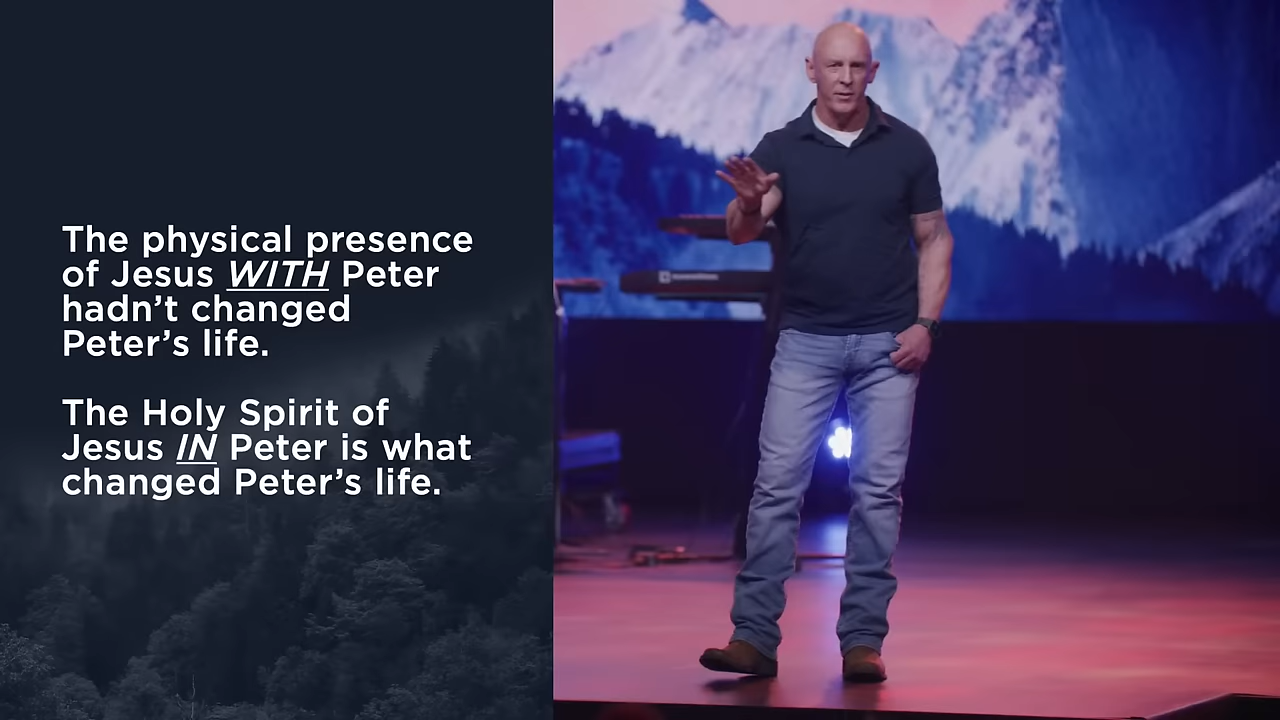 The physical presence
of Jesus WITH Peter
hadn’t changed
Peter’s life.
The Holy Spirit of
Jesus IN Peter is what
changed Peter’s life.